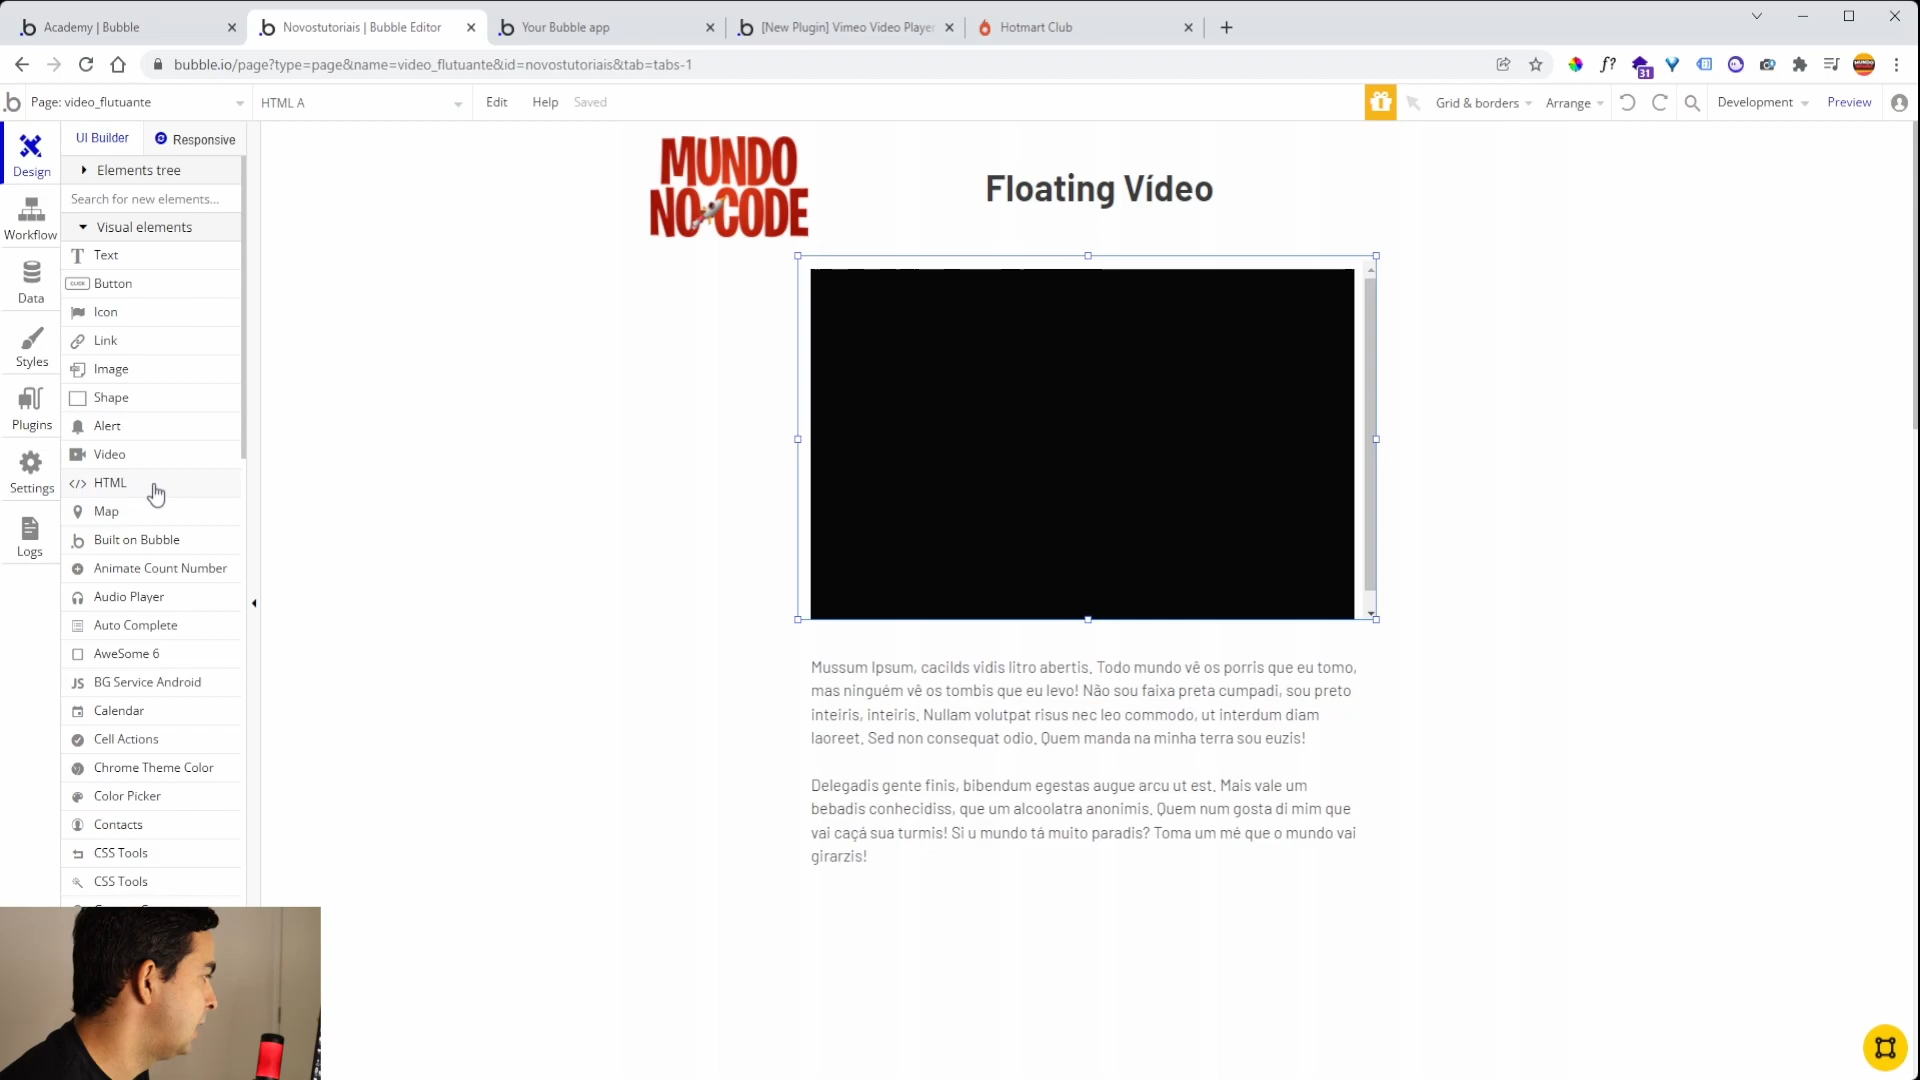 Academy | Bubble
Novostutoriais | Bubble Editor
Your Bubble app
[New Plugin] Vimeo Video Player
Hotmart Club
bubble.io/page?type=page&name=video_flutuante&id=novostutoriais&tab=tabs-1
31
Page: video_flutuante
HTML A
Edit
Help
Saved
Grid & borders
Arrange
Development
Preview
UI Builder
Responsive
Design
Workflow
Data
Styles
Plugins
Settings
Logs
Elements tree
Search for new elements...
Visual elements
Text
CLICK
Button
Icon
Link
Image
Shape
Alert
Video
HTML
Map
Built on Bubble
Animate Count Number
Audio Player
Auto Complete
AweSome 6
JS
BG Service Android
Calendar
Cell Actions
Chrome Theme Color
Color Picker
Contacts
CSS Tools
CSS Tools
MUNDO
NO CODE
Floating Vídeo
Mussum Ipsum, cacilds vidis litro abertis. Todo mundo vê os porris que eu tomo,
mas ninguém vê os tombis que eu levo! Não sou faixa preta cumpadi, sou preto
inteiris, inteiris. Nullam volutpat risus nec leo commodo, ut interdum diam
laoreet. Sed non consequat odio. Quem manda na minha terra sou euzis!
Delegadis gente finis, bibendum egestas augue arcu ut est. Mais vale um
bebadis conhecidiss, que um alcoolatra anonimis. Quem num gosta di mim que
vai caçá sua turmis! Si u mundo tá muito paradis? Toma um mé que o mundo vai
girarzis!